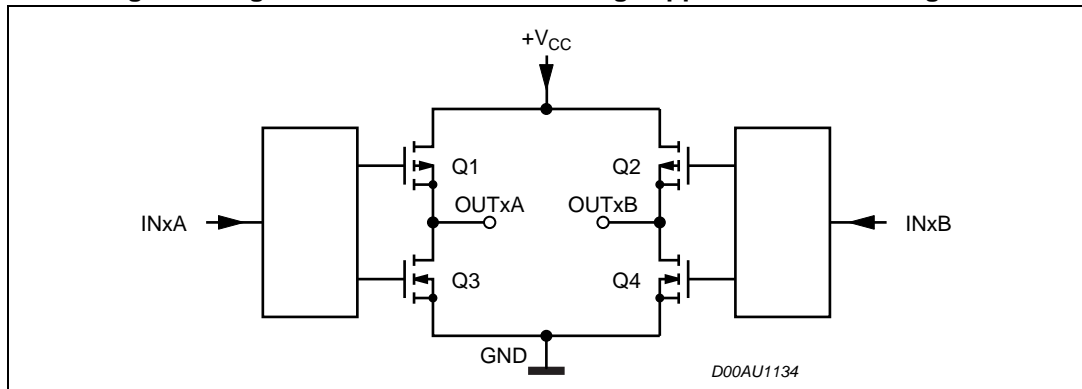 +VCC
Q1
Q2
OUTxA
OUTxB
INxA
INxB
Q3
Q4
GND
D00AU1134